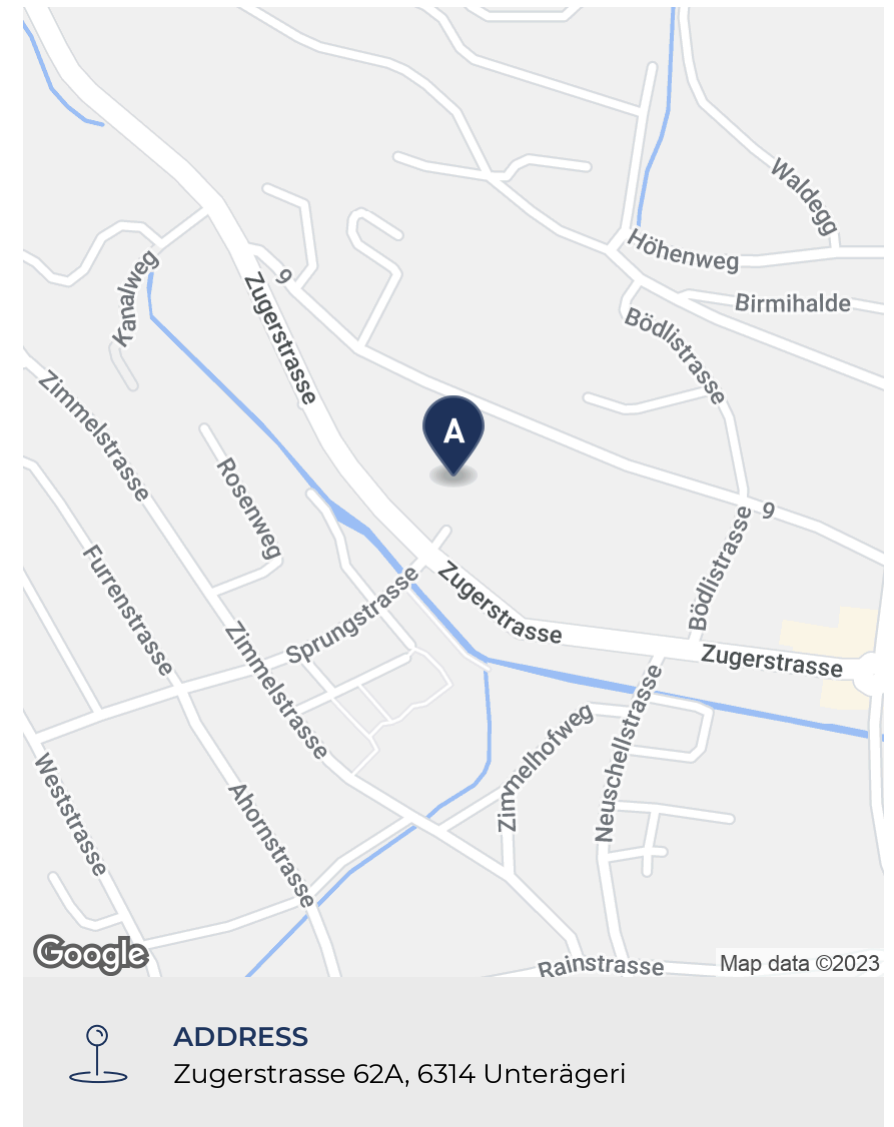 Waldegg
Höhenweg
Kanalweg
9
Zugerstrasse
Birmihalde
Bödlistrasse
Zimmelstrasse
A
Rosenweg
9
Bödlistrasse
Furrenstrasse
Zugerstrasse
Sprungstrasse
Zimmelstrasse
Zugerstrasse
Neuschellstrasse
Zimmelhofweg
Weststrasse
Ahornstrasse
Google
Rainstrasse
Map data ©2023
ADDRESS
Zugerstrasse 62A, 6314 Unterägeri